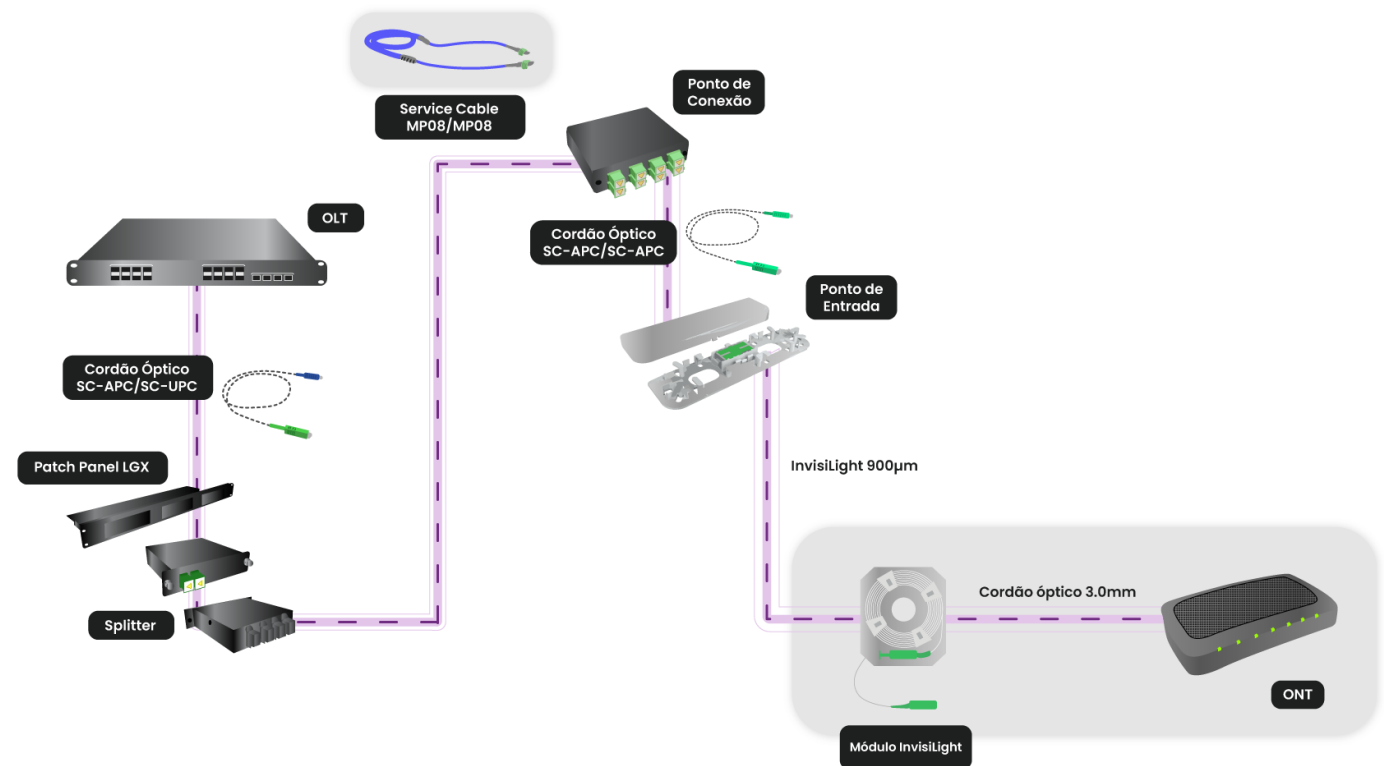 Service Cable
MP08/MP08
Ponto de
Conexão
OLT
Cordão Óptico
SC-APC/SC-APC
Ponto de
Entrada
Cordão Óptico
SC-APC/SC-UPC
Patch Panel LGX
InvisiLight 900µm
Splitter
Cordão óptico 3.0mm
ONT
Módulo InvisiLight